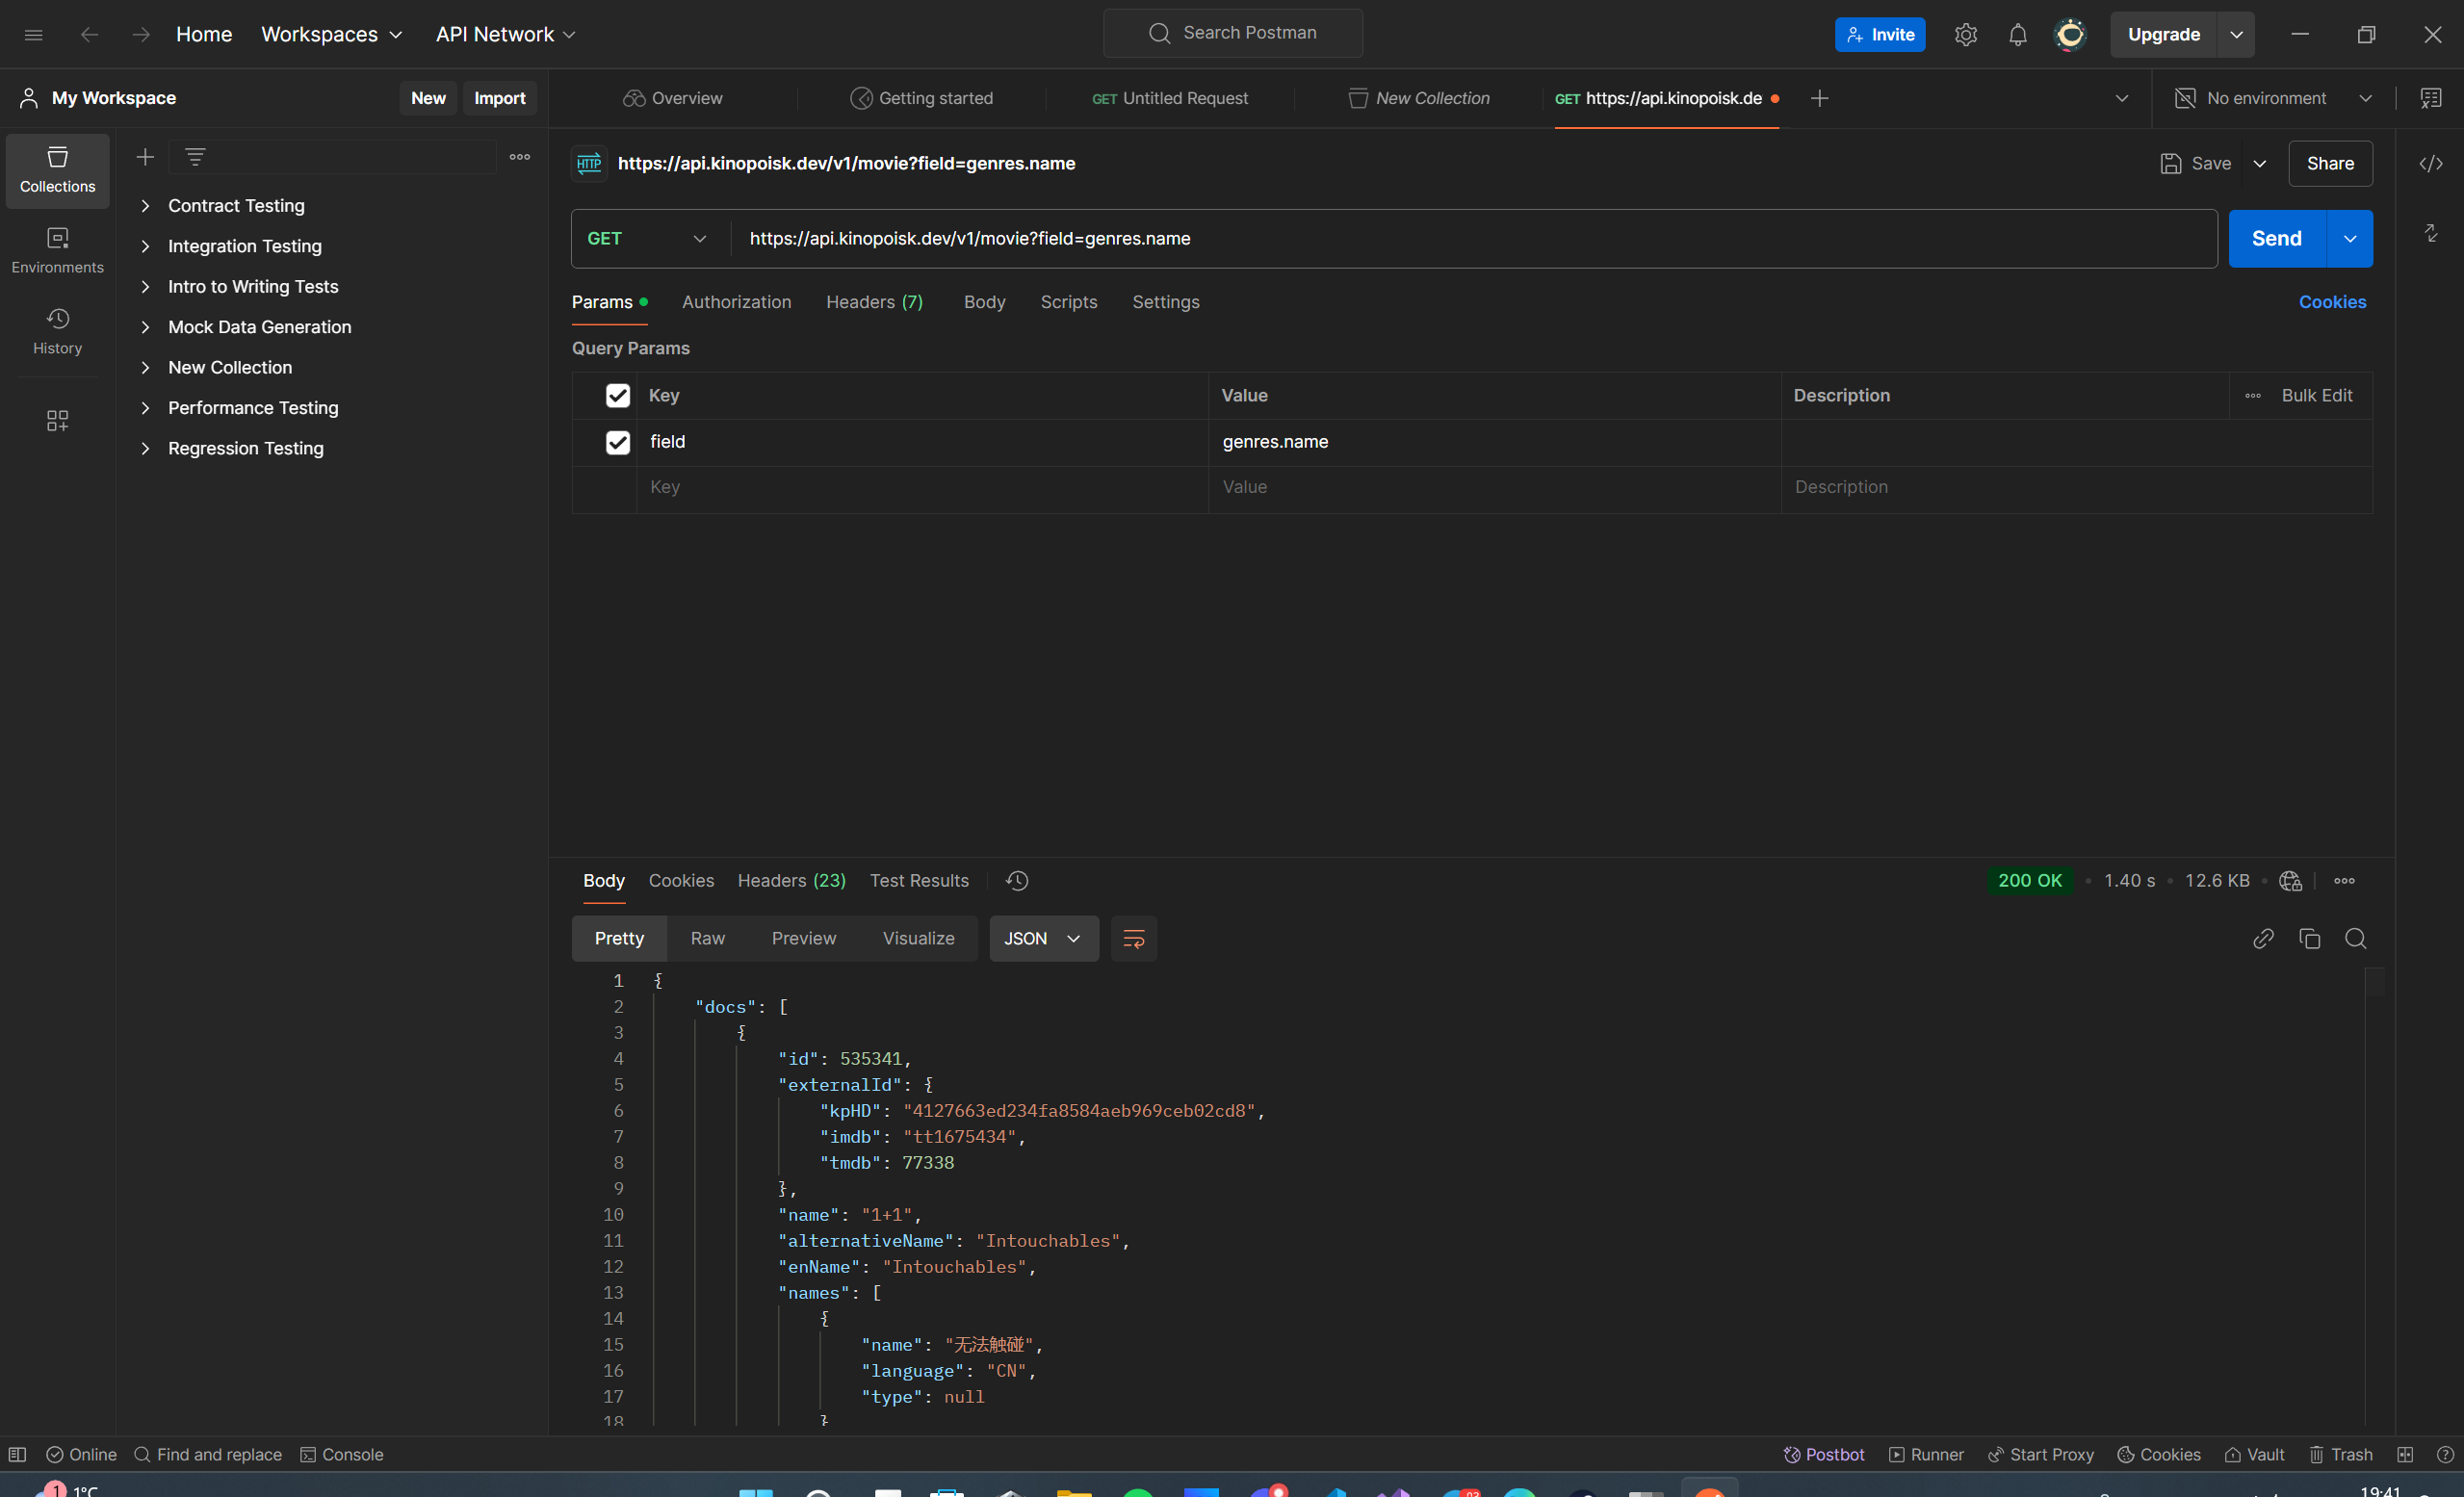 Home Workspaces API Network Search Postman Invite Upgrade
My Workspace New Import Overview Getting started GET Untitled Request New Collection GET https://api.kinopoisk.de No environment
https://api.kinopoisk.dev/v1/movie?field=genres.name Save Share
HTTP
GET https://api.kinopoisk.dev/v1/movie?field=genres.name Send
Collections
Environments
History
Contract Testing
Integration Testing
Intro to Writing Tests
Mock Data Generation
New Collection
Performance Testing
Regression Testing
Params Authorization Headers (7) Body Scripts Settings Cookies
Query Params
Key Value Description Bulk Edit
field genres.name
Key Value Description
Body Cookies Headers (23) Test Results 200 OK 1.40 s 12.6 KB
Pretty Raw Preview Visualize JSON
1 {
2 "docs": [
3 {
4 "id": 535341,
5 "externalId": {
6 "kpHD": "4127663ed234fa8584aeb969ceb02cd8",
7 "imdb": "tt1675434",
8 "tmdb": 77338
9 },
10 "name": "1+1",
11 "alternativeName": "Intouchables",
12 "enName": "Intouchables",
13 "names": [
14 {
15 "name": "无法触碰",
16 "language": "CN",
17 "type": null
18 }
Online Find and replace Console Postbot Runner Start Proxy Cookies Vault Trash
1 1°C 19:41